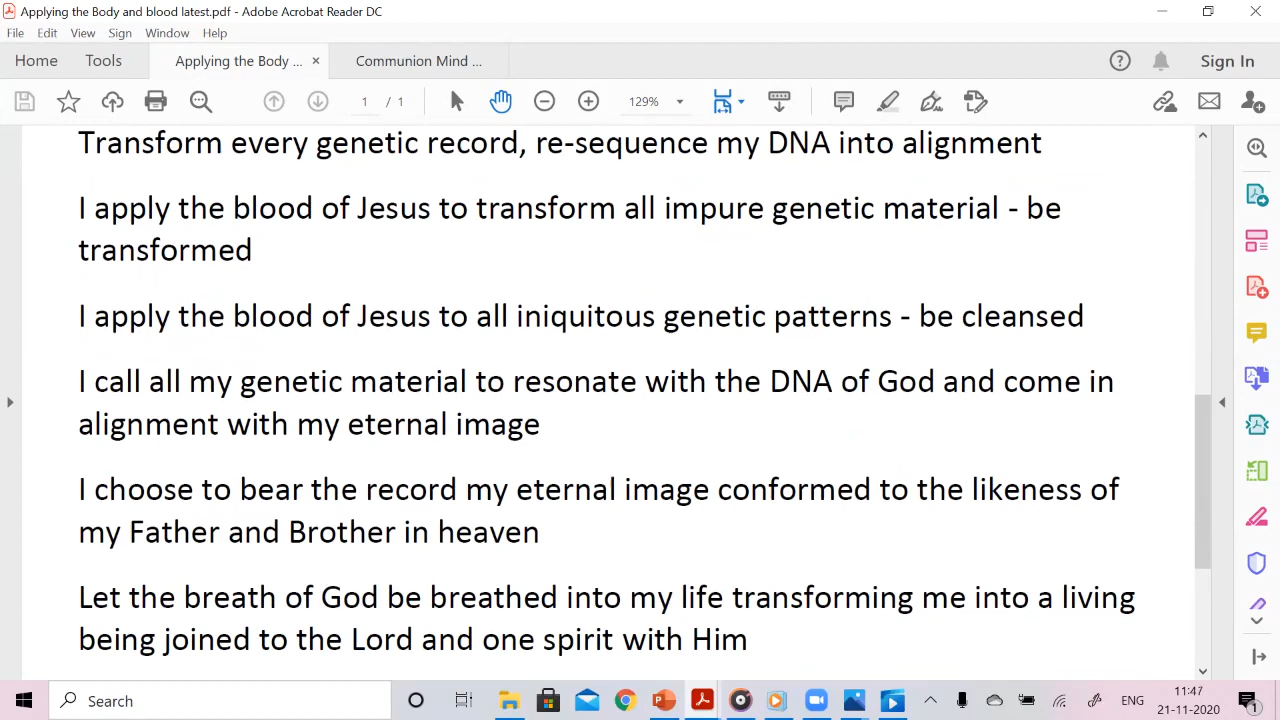 Applying the Body and blood latest.pdf - Adobe Acrobat Reader DC
File Edit View Sign Window Help
Home Tools Applying the Body ... × Communion Mind ... Sign In
1 / 1 129%
Transform every genetic record, re-sequence my DNA into alignment
I apply the blood of Jesus to transform all impure genetic material - be
transformed
I apply the blood of Jesus to all iniquitous genetic patterns - be cleansed
I call all my genetic material to resonate with the DNA of God and come in
alignment with my eternal image
I choose to bear the record my eternal image conformed to the likeness of
my Father and Brother in heaven
Let the breath of God be breathed into my life transforming me into a living
being joined to the Lord and one spirit with Him
Search ENG 11:47
21-11-2020 1